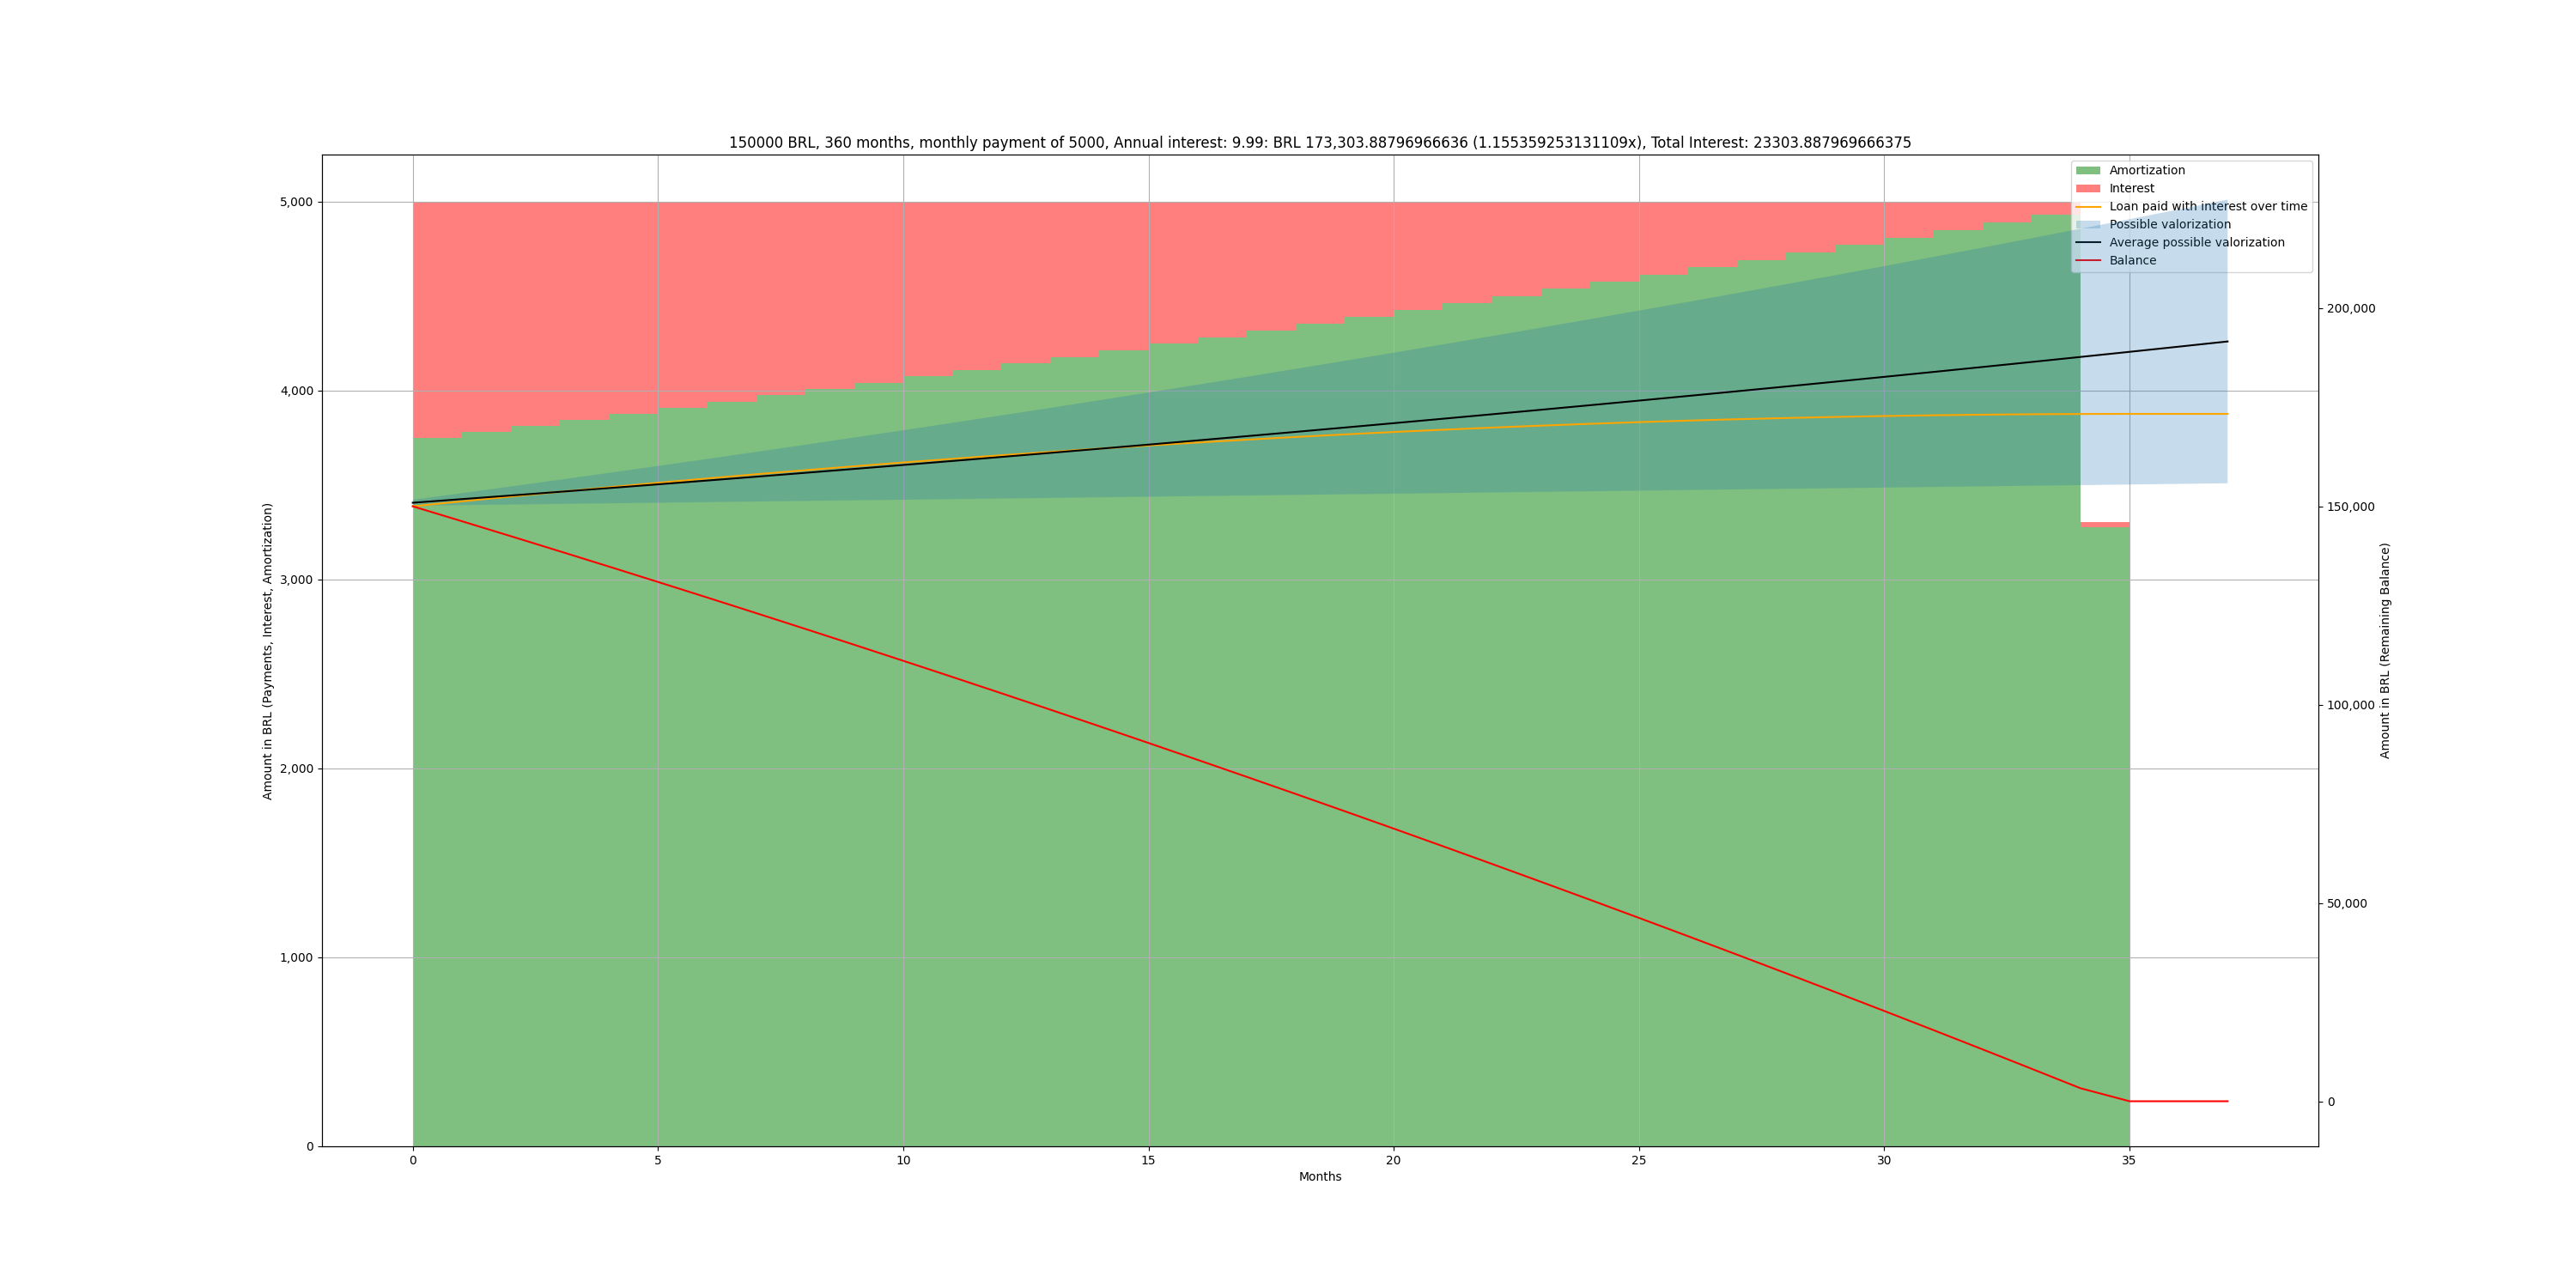 150000 BRL, 360 months, monthly payment of 5000, Annual interest: 9.99: BRL 173,303.88796966636 (1.155359253131109x), Total Interest: 23303.887969666375
Amortization
Interest
Loan paid with interest over time
Possible valorization
Average possible valorization
Balance
Amount in BRL (Payments, Interest, Amortization)
5,000
4,000
3,000
2,000
1,000
0
200,000
150,000
100,000
50,000
0
Amount in BRL (Remaining Balance)
0
5
10
15
20
25
30
35
Months